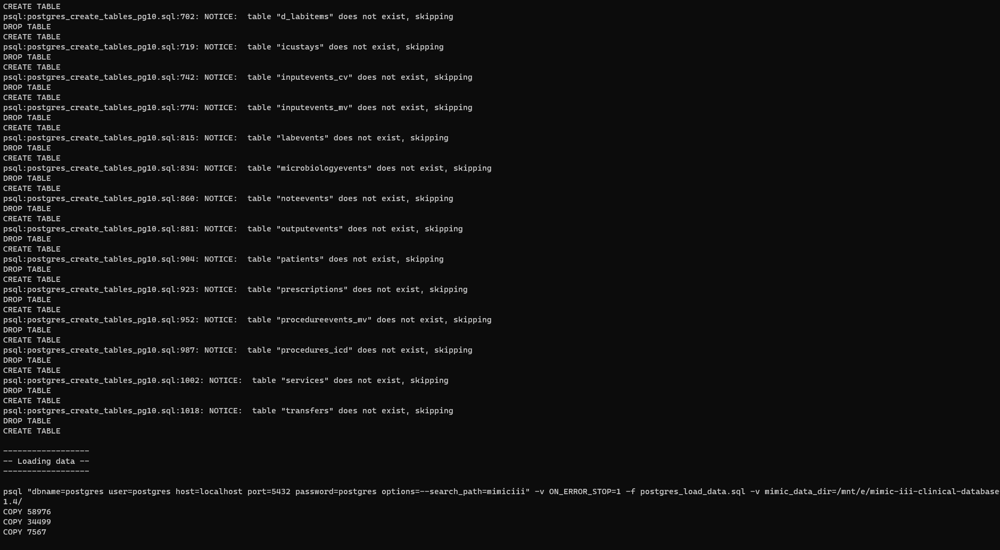 CREATE TABLE
psql:postgres_create_tables_pg10.sql:702: NOTICE:  table "d_labitems" does not exist, skipping
DROP TABLE
CREATE TABLE
psql:postgres_create_tables_pg10.sql:719: NOTICE:  table "icustays" does not exist, skipping
DROP TABLE
CREATE TABLE
psql:postgres_create_tables_pg10.sql:742: NOTICE:  table "inputevents_cv" does not exist, skipping
DROP TABLE
CREATE TABLE
psql:postgres_create_tables_pg10.sql:774: NOTICE:  table "inputevents_mv" does not exist, skipping
DROP TABLE
CREATE TABLE
psql:postgres_create_tables_pg10.sql:815: NOTICE:  table "labevents" does not exist, skipping
DROP TABLE
CREATE TABLE
psql:postgres_create_tables_pg10.sql:834: NOTICE:  table "microbiologyevents" does not exist, skipping
DROP TABLE
CREATE TABLE
psql:postgres_create_tables_pg10.sql:860: NOTICE:  table "noteevents" does not exist, skipping
DROP TABLE
CREATE TABLE
psql:postgres_create_tables_pg10.sql:881: NOTICE:  table "outputevents" does not exist, skipping
DROP TABLE
CREATE TABLE
psql:postgres_create_tables_pg10.sql:904: NOTICE:  table "patients" does not exist, skipping
DROP TABLE
CREATE TABLE
psql:postgres_create_tables_pg10.sql:923: NOTICE:  table "prescriptions" does not exist, skipping
DROP TABLE
CREATE TABLE
psql:postgres_create_tables_pg10.sql:952: NOTICE:  table "procedureevents_mv" does not exist, skipping
DROP TABLE
CREATE TABLE
psql:postgres_create_tables_pg10.sql:987: NOTICE:  table "procedures_icd" does not exist, skipping
DROP TABLE
CREATE TABLE
psql:postgres_create_tables_pg10.sql:1002: NOTICE:  table "services" does not exist, skipping
DROP TABLE
CREATE TABLE
psql:postgres_create_tables_pg10.sql:1018: NOTICE:  table "transfers" does not exist, skipping
DROP TABLE
CREATE TABLE
------------------
-- Loading data --
------------------
psql "dbname=postgres user=postgres host=localhost port=5432 password=postgres options=--search_path=mimiciii" -v ON_ERROR_STOP=1 -f postgres_load_data.sql -v mimic_data_dir=/mnt/e/mimic-iii-clinical-database-
1.4/
COPY 58976
COPY 34499
COPY 7567